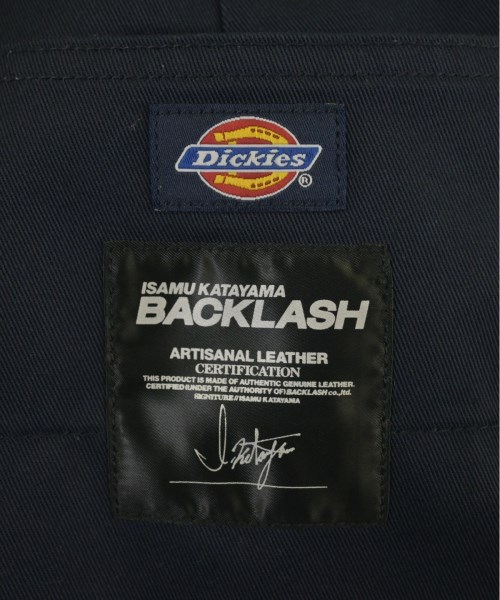 Dickies
®
ISAMU KATAYAMA
BACKLASH
ARTISANAL LEATHER
CERTIFICATION
THIS PRODUCT IS MADE OF AUTHENTIC GENUINE LEATHER.
CERTIFIED(UNDER THE AUTHORITY OF) BACKLASH co.,ltd.
SIGNITURE//ISAMU KATAYAMA
I. Katayama